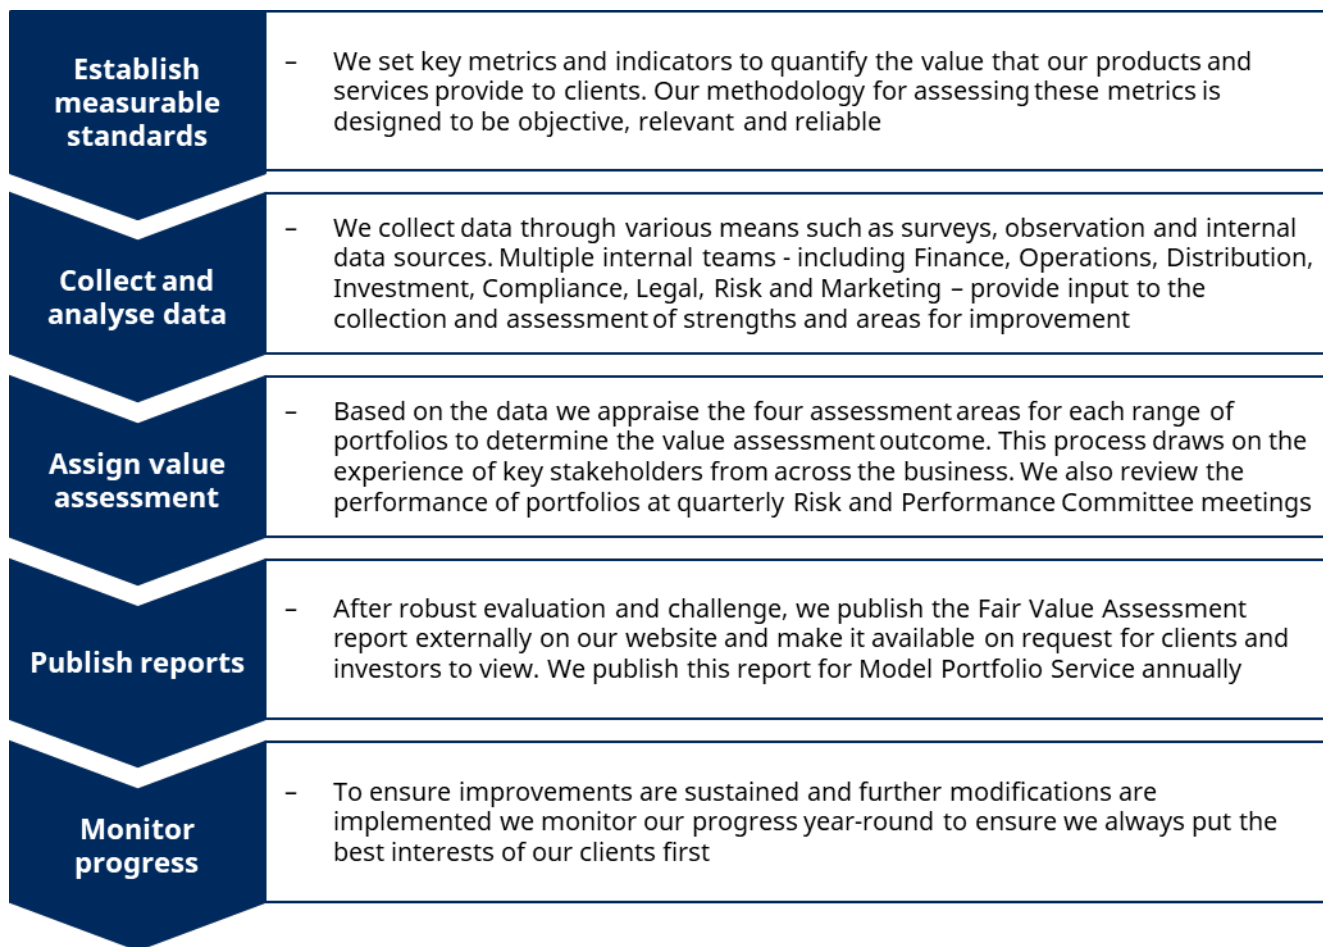 Establish
measurable
standards
– We set key metrics and indicators to quantify the value that our products and
services provide to clients. Our methodology for assessing these metrics is
designed to be objective, relevant and reliable
Collect and
analyse data
– We collect data through various means such as surveys, observation and internal
data sources. Multiple internal teams - including Finance, Operations, Distribution,
Investment, Compliance, Legal, Risk and Marketing – provide input to the
collection and assessment of strengths and areas for improvement
Assign value
assessment
– Based on the data we appraise the four assessment areas for each range of
portfolios to determine the value assessment outcome. This process draws on the
experience of key stakeholders from across the business. We also review the
performance of portfolios at quarterly Risk and Performance Committee meetings
Publish reports
– After robust evaluation and challenge, we publish the Fair Value Assessment
report externally on our website and make it available on request for clients and
investors to view. We publish this report for Model Portfolio Service annually
Monitor
progress
– To ensure improvements are sustained and further modifications are
implemented we monitor our progress year-round to ensure we always put the
best interests of our clients first